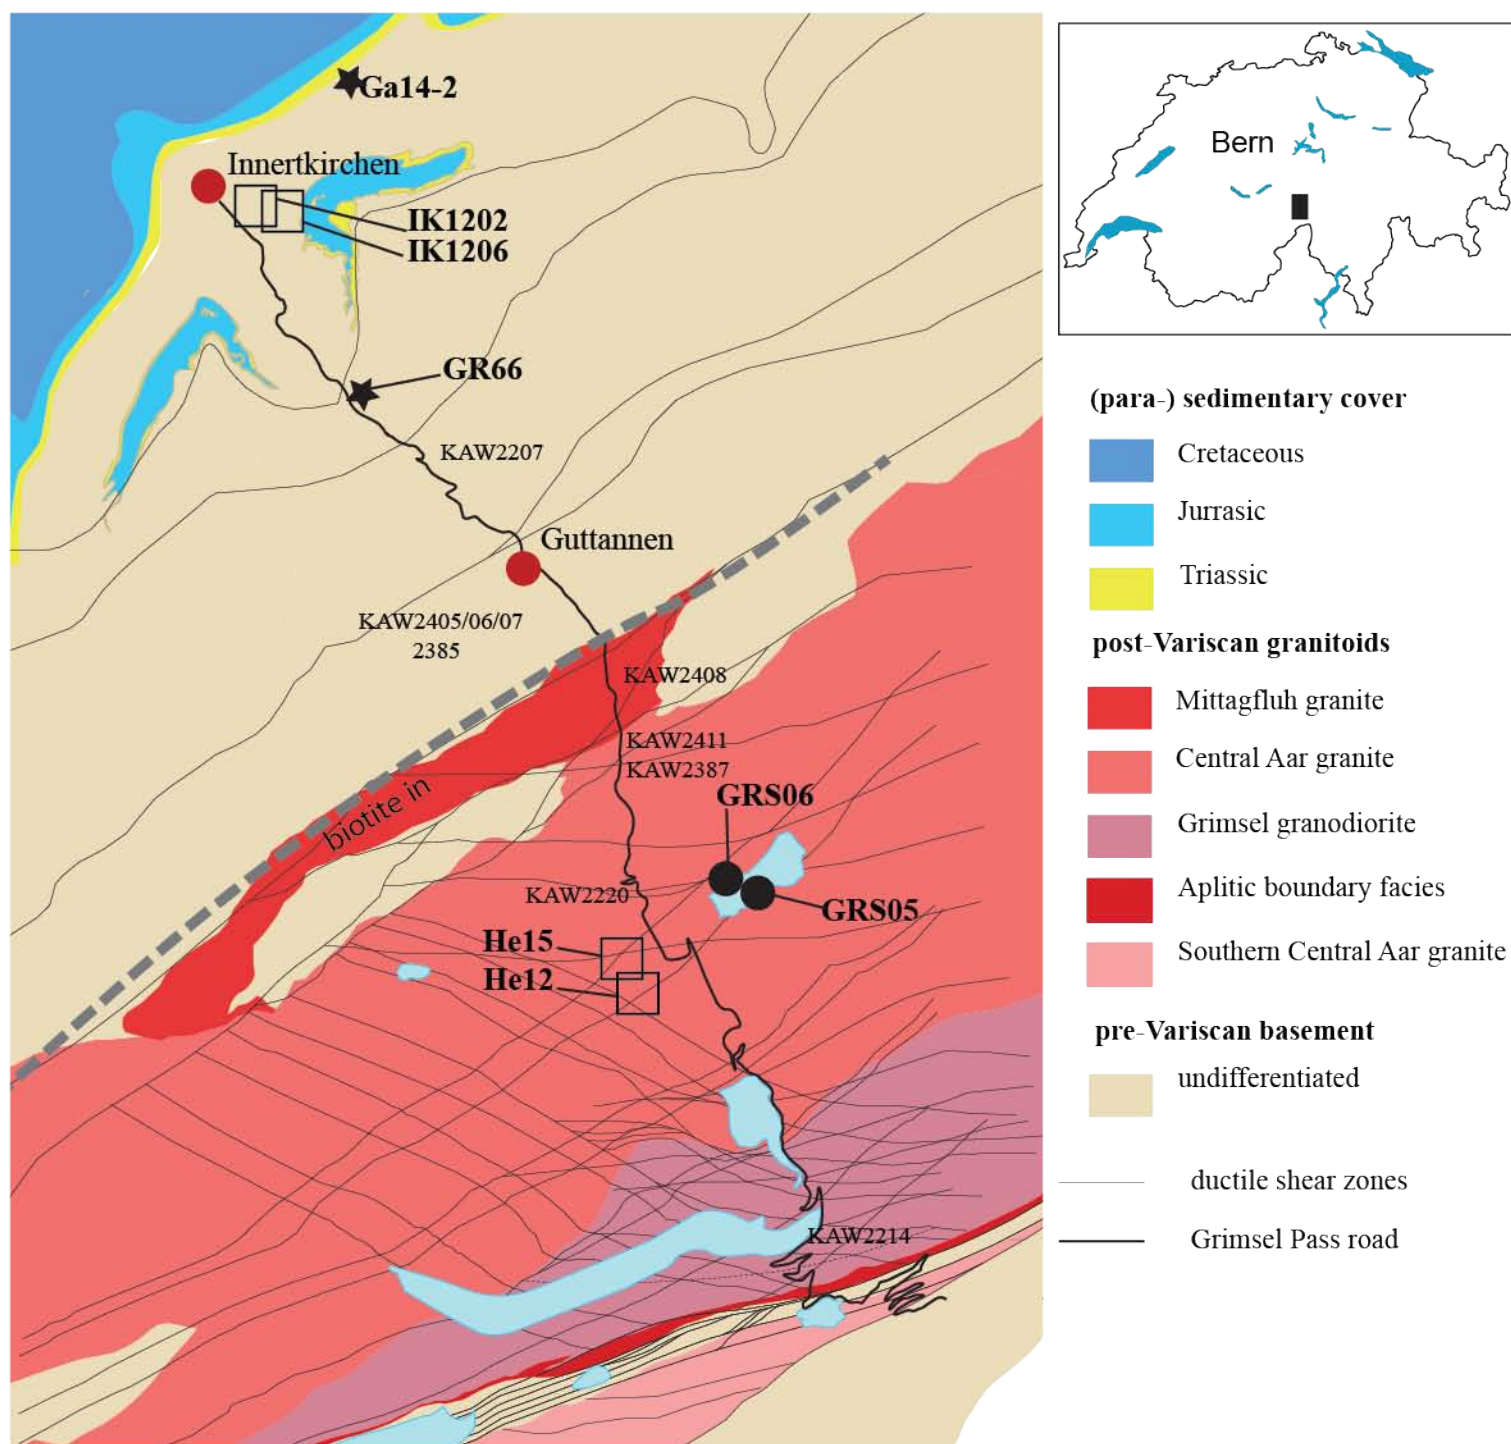 Ga14-2
Innertkirchen
IK1202
IK1206
GR66
KAW2207
Guttannen
KAW2405/06/07
2385
KAW2408
KAW2411
KAW2387
biotite in
GRS06
KAW2220
GRS05
He15
He12
KAW2214
Bern
(para-) sedimentary cover
Cretaceous
Jurrasic
Triassic
post-Variscan granitoids
Mittagfluh granite
Central Aar granite
Grimsel granodiorite
Aplitic boundary facies
Southern Central Aar granite
pre-Variscan basement
undifferentiated
ductile shear zones
Grimsel Pass road